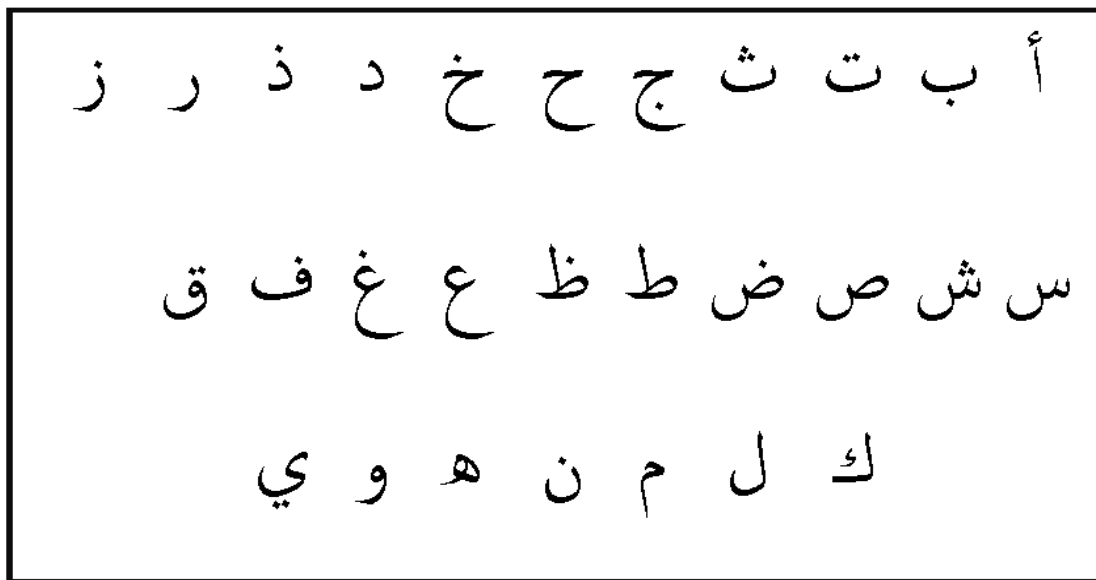 أ ب ت ث ج ح خ د ذ ر ز
س ش ص ض ط ظ ع غ ف ق
ك ل م ن ه و ي